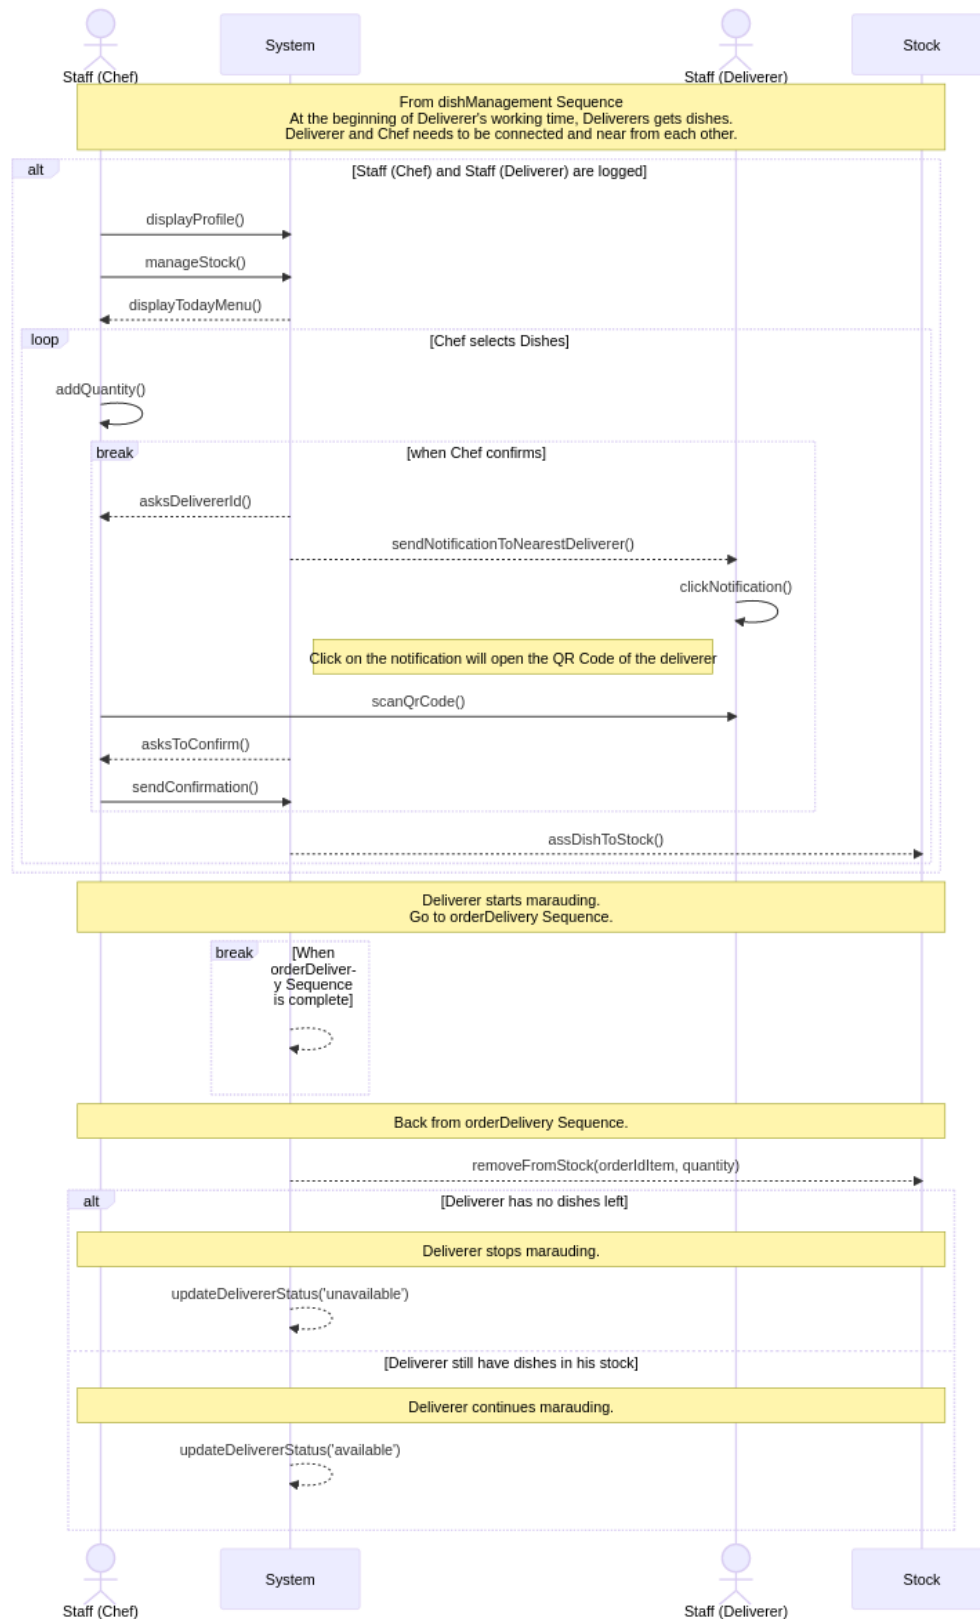 Staff (Chef)
System
Staff (Deliverer)
Stock
From dishManagement Sequence
At the beginning of Deliverer's working time, Deliverers gets dishes.
Deliverer and Chef needs to be connected and near from each other.
alt
[Staff (Chef) and Staff (Deliverer) are logged]
displayProfile()
manageStock()
displayTodayMenu()
loop
[Chef selects Dishes]
addQuantity()
break
[when Chef confirms]
asksDelivererId()
sendNotificationToNearestDeliverer()
clickNotification()
Click on the notification will open the QR Code of the deliverer
scanQrCode()
asksToConfirm()
sendConfirmation()
assDishToStock()
Deliverer starts marauding.
Go to orderDelivery Sequence.
break
[When
orderDeliver-
y Sequence
is complete]
Back from orderDelivery Sequence.
removeFromStock(orderIdItem, quantity)
alt
[Deliverer has no dishes left]
Deliverer stops marauding.
updateDelivererStatus('unavailable')
[Deliverer still have dishes in his stock]
Deliverer continues marauding.
updateDelivererStatus('available')
Staff (Chef)
System
Staff (Deliverer)
Stock